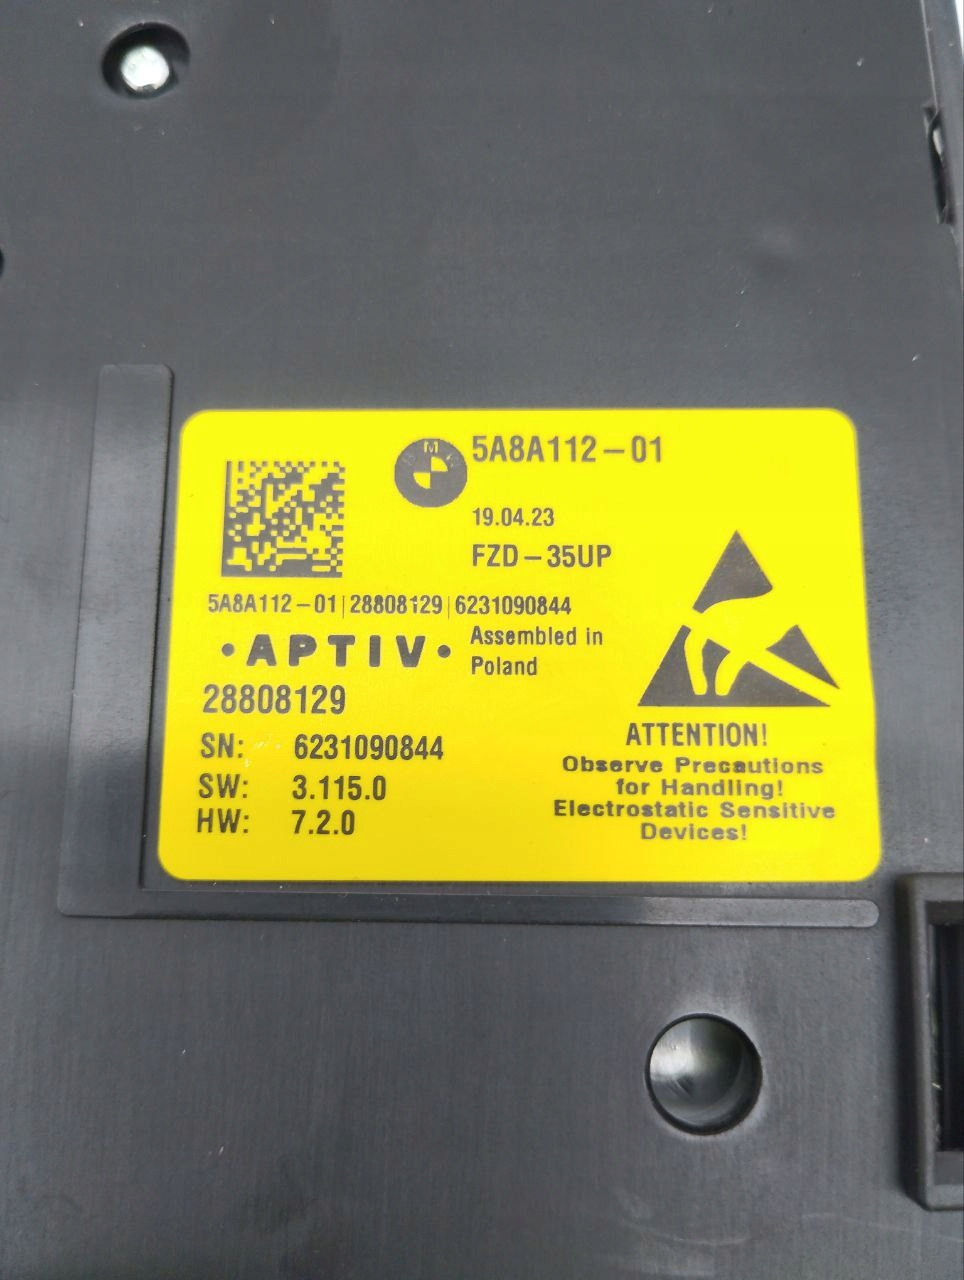 5A8A112-01
19.04.23
FZD-35UP
5A8A112-01|28808129|6231090844
•APTIV•
Assembled in
Poland
28808129
SN: 6231090844
SW: 3.115.0
HW: 7.2.0
ATTENTION!
Observe Precautions
for Handling!
Electrostatic Sensitive
Devices!